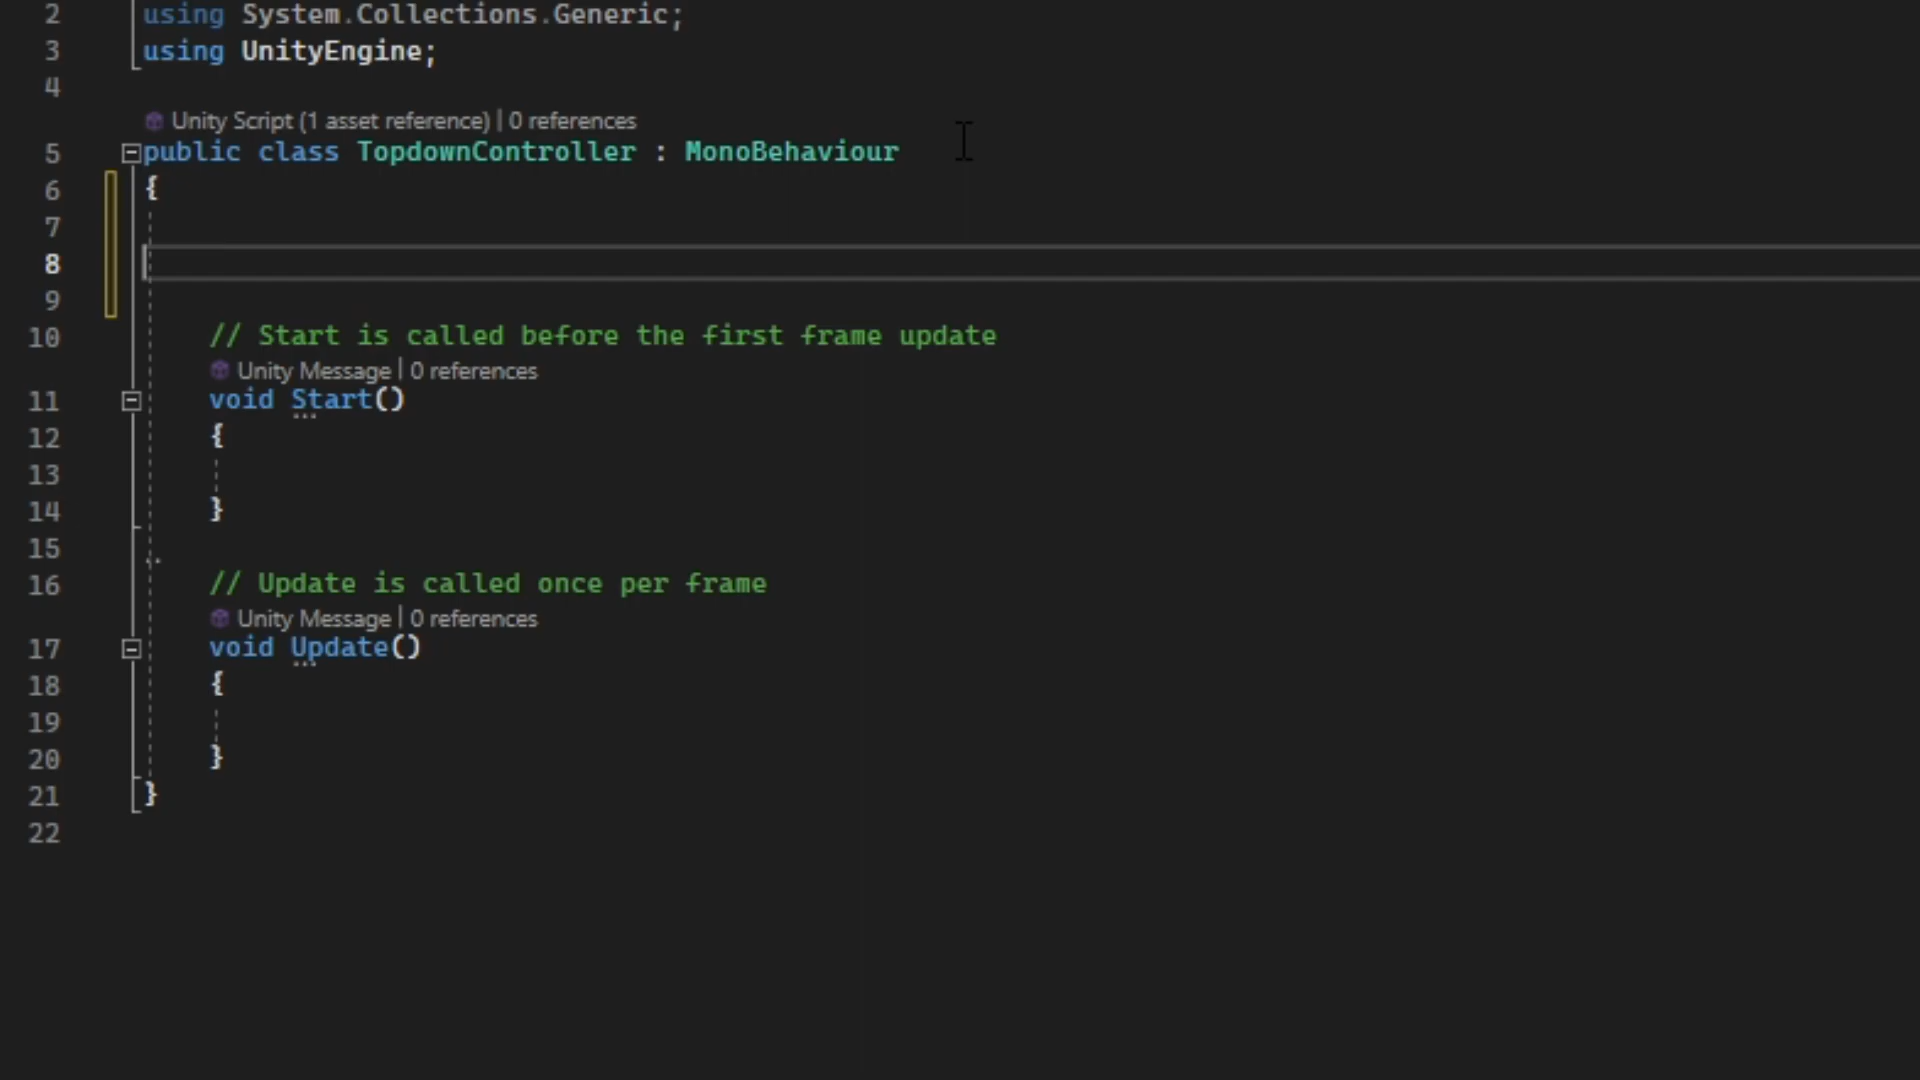 2 using System.Collections.Generic;
3 using UnityEngine;
4
Unity Script (1 asset reference) | 0 references
5 public class TopdownController : MonoBehaviour
6 {
7
8
9
10 // Start is called before the first frame update
Unity Message | 0 references
11 void Start()
12 {
13
14 }
15
16 // Update is called once per frame
Unity Message | 0 references
17 void Update()
18 {
19
20 }
21 }
22